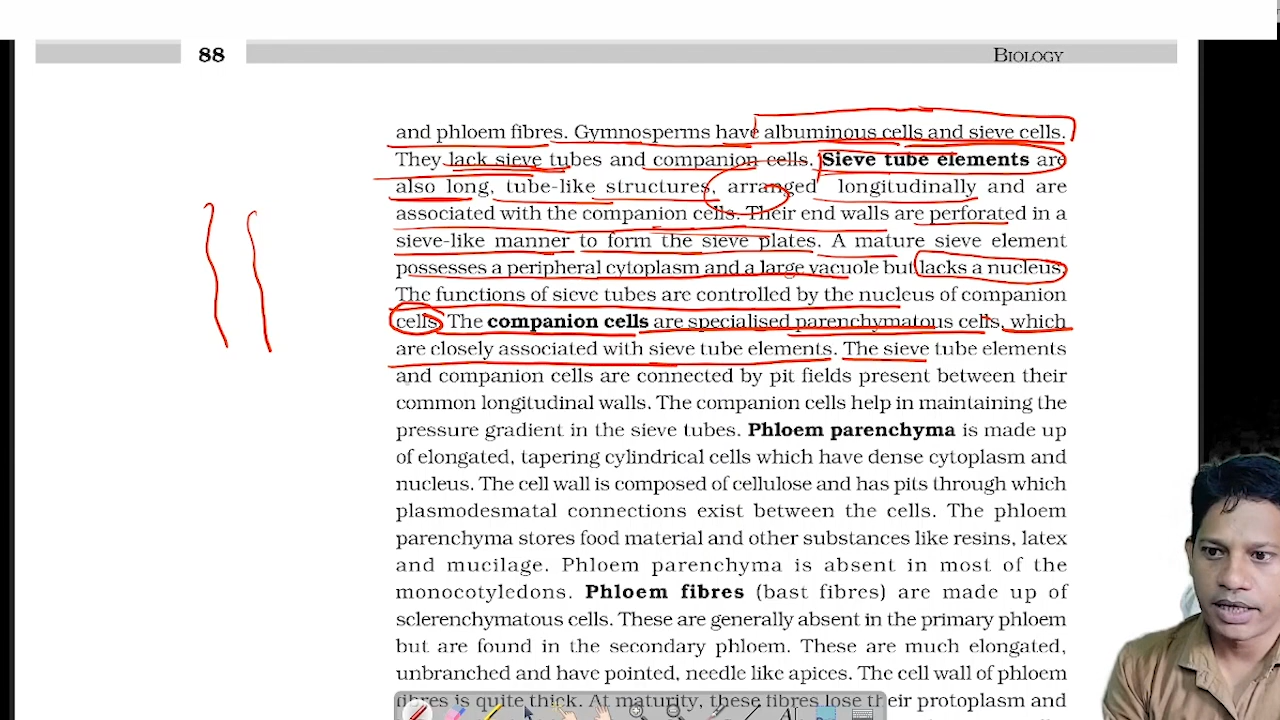 88
BIOLOGY
and phloem fibres. Gymnosperms have albuminous cells and sieve cells.
They lack sieve tubes and companion cells. Sieve tube elements are
also long, tube-like structures, arranged longitudinally and are
associated with the companion cells. Their end walls are perforated in a
sieve-like manner to form the sieve plates. A mature sieve element
possesses a peripheral cytoplasm and a large vacuole but lacks a nucleus.
The functions of sieve tubes are controlled by the nucleus of companion
cells. The companion cells are specialised parenchymatous cells, which
are closely associated with sieve tube elements. The sieve tube elements
and companion cells are connected by pit fields present between their
common longitudinal walls. The companion cells help in maintaining the
pressure gradient in the sieve tubes. Phloem parenchyma is made up
of elongated, tapering cylindrical cells which have dense cytoplasm and
nucleus. The cell wall is composed of cellulose and has pits through which
plasmodesmatal connections exist between the cells. The phloem
parenchyma stores food material and other substances like resins, latex
and mucilage. Phloem parenchyma is absent in most of the
monocotyledons. Phloem fibres (bast fibres) are made up of
sclerenchymatous cells. These are generally absent in the primary phloem
but are found in the secondary phloem. These are much elongated,
unbranched and have pointed, needle like apices. The cell wall of phloem
fibres is quite thick. At maturity, these fibres lose their protoplasm and